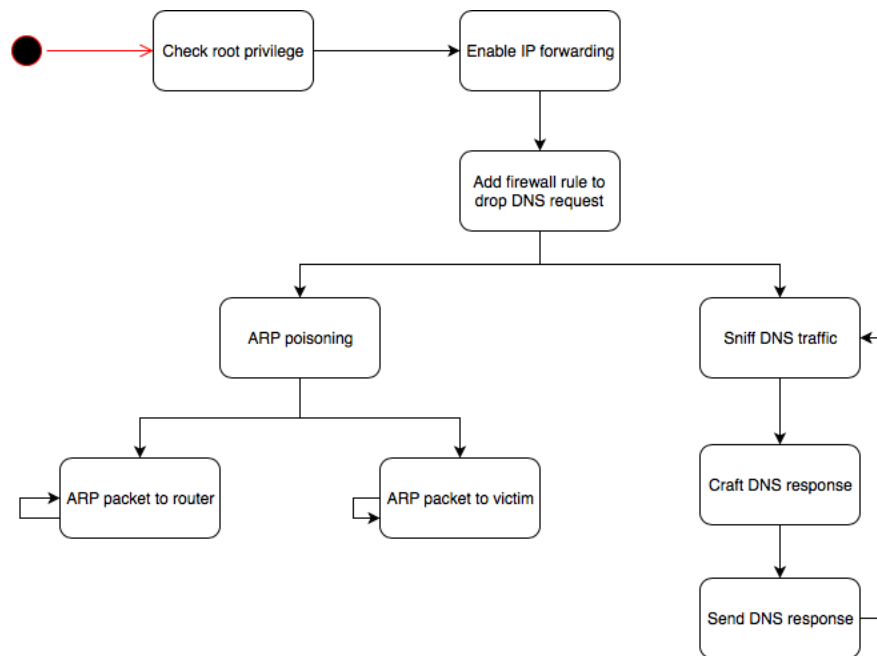 Check root privilege
Enable IP forwarding
Add firewall rule to
drop DNS request
ARP poisoning
Sniff DNS traffic
ARP packet to router
ARP packet to victim
Craft DNS response
Send DNS response